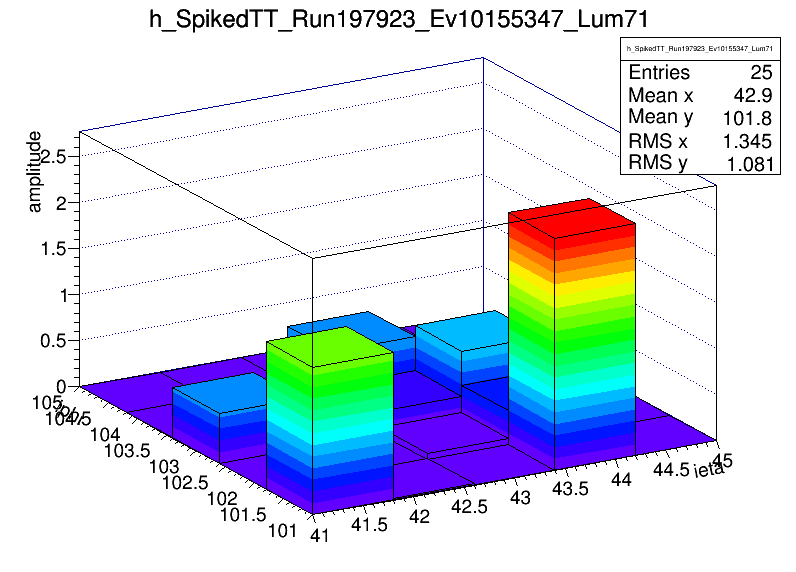 h_SpikedTT_Run197923_Ev10155347_Lum71
h_SpikedTT_Run197923_Ev10155347_Lum71
Entries 25
Mean x 42.9
Mean y 101.8
RMS x 1.345
RMS y 1.081
amplitude
2.5
2
1.5
1
0.5
0
105
104.5
104
103.5
103
102.5
102
101.5
101
41
41.5
42
42.5
43
43.5
44
44.5
45
ieta